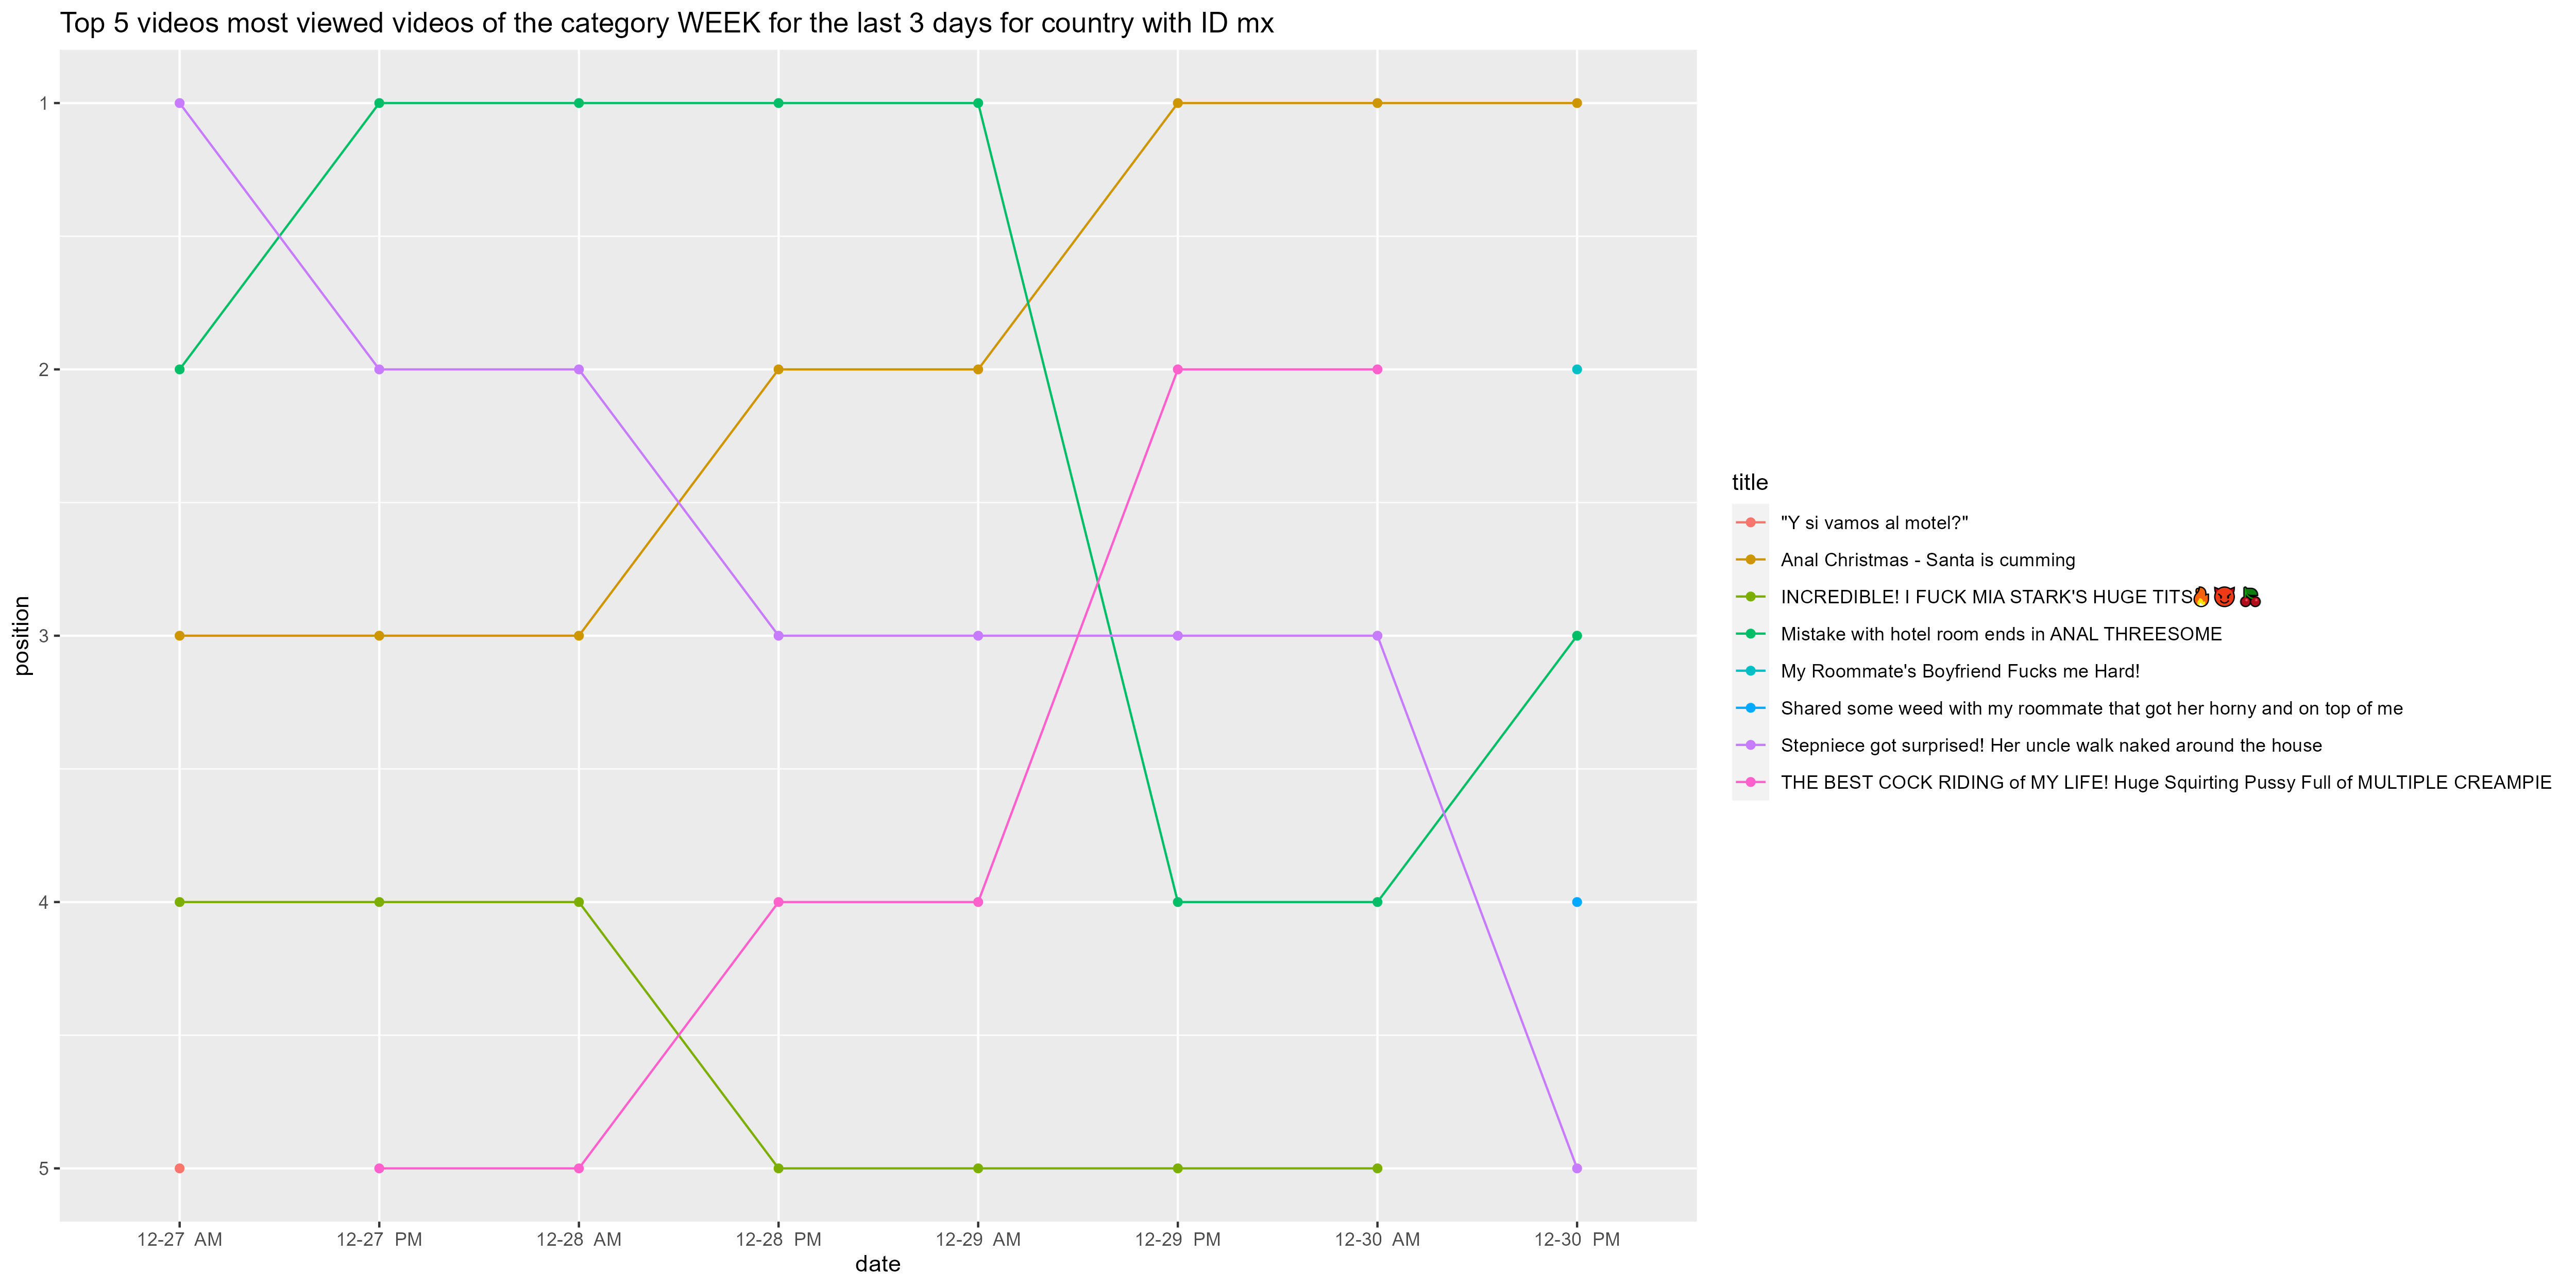 Top 5 videos most viewed videos of the category WEEK for the last 3 days for country with ID mx
position
1
2
3
4
5
12-27 AM
12-27 PM
12-28 AM
12-28 PM
12-29 AM
12-29 PM
12-30 AM
12-30 PM
date
title
"Y si vamos al motel?"
Anal Christmas - Santa is cumming
INCREDIBLE! I FUCK MIA STARK'S HUGE TITS🔥😈🍒
Mistake with hotel room ends in ANAL THREESOME
My Roommate's Boyfriend Fucks me Hard!
Shared some weed with my roommate that got her horny and on top of me
Stepniece got surprised! Her uncle walk naked around the house
THE BEST COCK RIDING of MY LIFE! Huge Squirting Pussy Full of MULTIPLE CREAMPIE